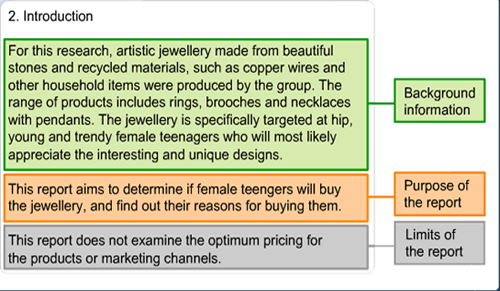 2. Introduction
For this research, artistic jewellery made from beautiful
stones and recycled materials, such as copper wires and
other household items were produced by the group. The
range of products includes rings, brooches and necklaces
with pendants. The jewellery is specifically targeted at hip,
young and trendy female teenagers who will most likely
appreciate the interesting and unique designs.
Background
information
This report aims to determine if female teengers will buy
the jewellery, and find out their reasons for buying them.
Purpose of
the report
This report does not examine the optimum pricing for
the products or marketing channels.
Limits of
the report